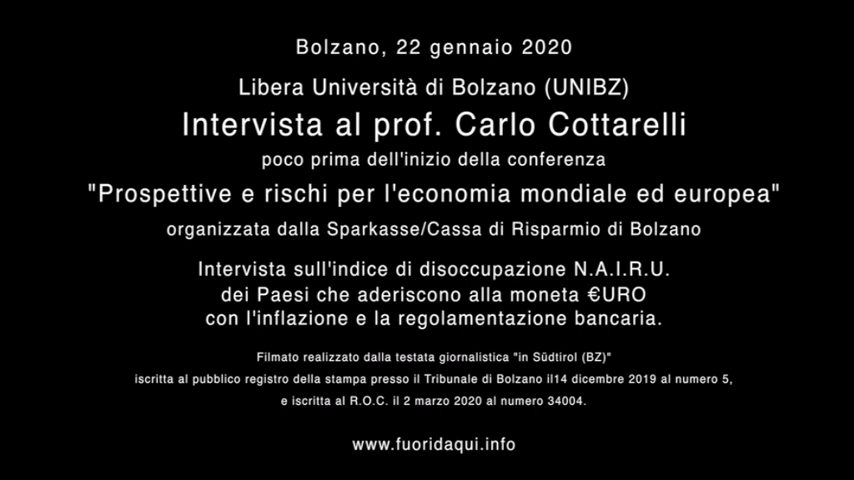 Bolzano, 22 gennaio 2020
Libera Università di Bolzano (UNIBZ)
Intervista al prof. Carlo Cottarelli
poco prima dell'inizio della conferenza
"Prospettive e rischi per l'economia mondiale ed europea"
organizzata dalla Sparkasse/Cassa di Risparmio di Bolzano
Intervista sull'indice di disoccupazione N.A.I.R.U.
dei Paesi che aderiscono alla moneta €URO
con l'inflazione e la regolamentazione bancaria.
Filmato realizzato dalla testata giornalistica "in Südtirol (BZ)"
iscritta al pubblico registro della stampa presso il Tribunale di Bolzano il14 dicembre 2019 al numero 5,
e iscritta al R.O.C. il 2 marzo 2020 al numero 34004.
www.fuoridaqui.info